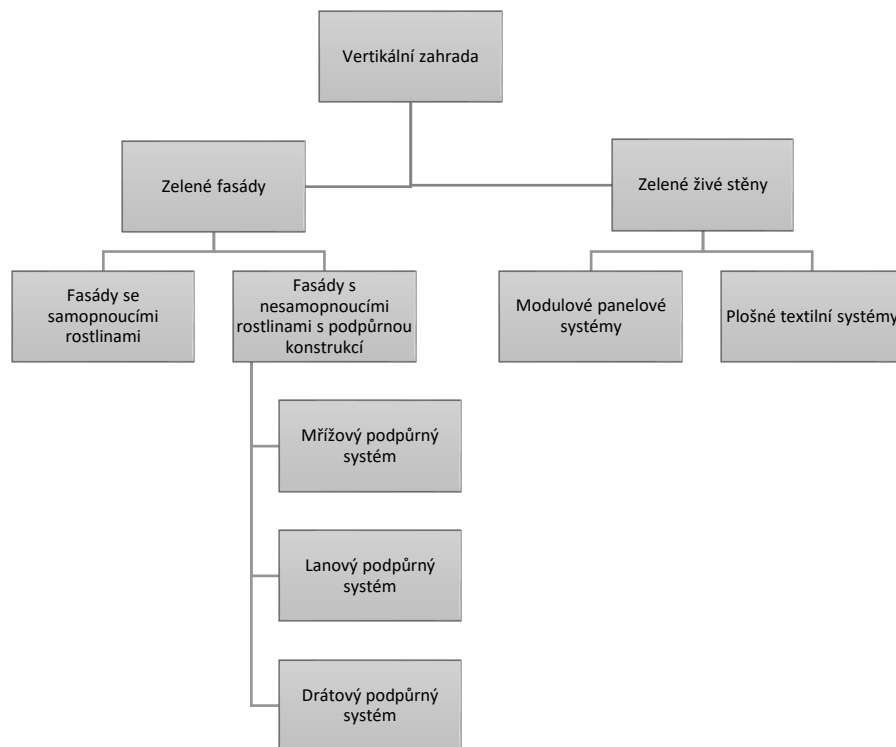 Vertikální zahrada
Zelené fasády
Zelené živé stěny
Fasády se
samopnoucími
rostlinami
Fasády s
nesamopnoucími
rostlinami s podpůrnou
konstrukcí
Modulové panelové
systémy
Plošné textilní systémy
Mřížový podpůrný
systém
Lanový podpůrný
systém
Drátový podpůrný
systém